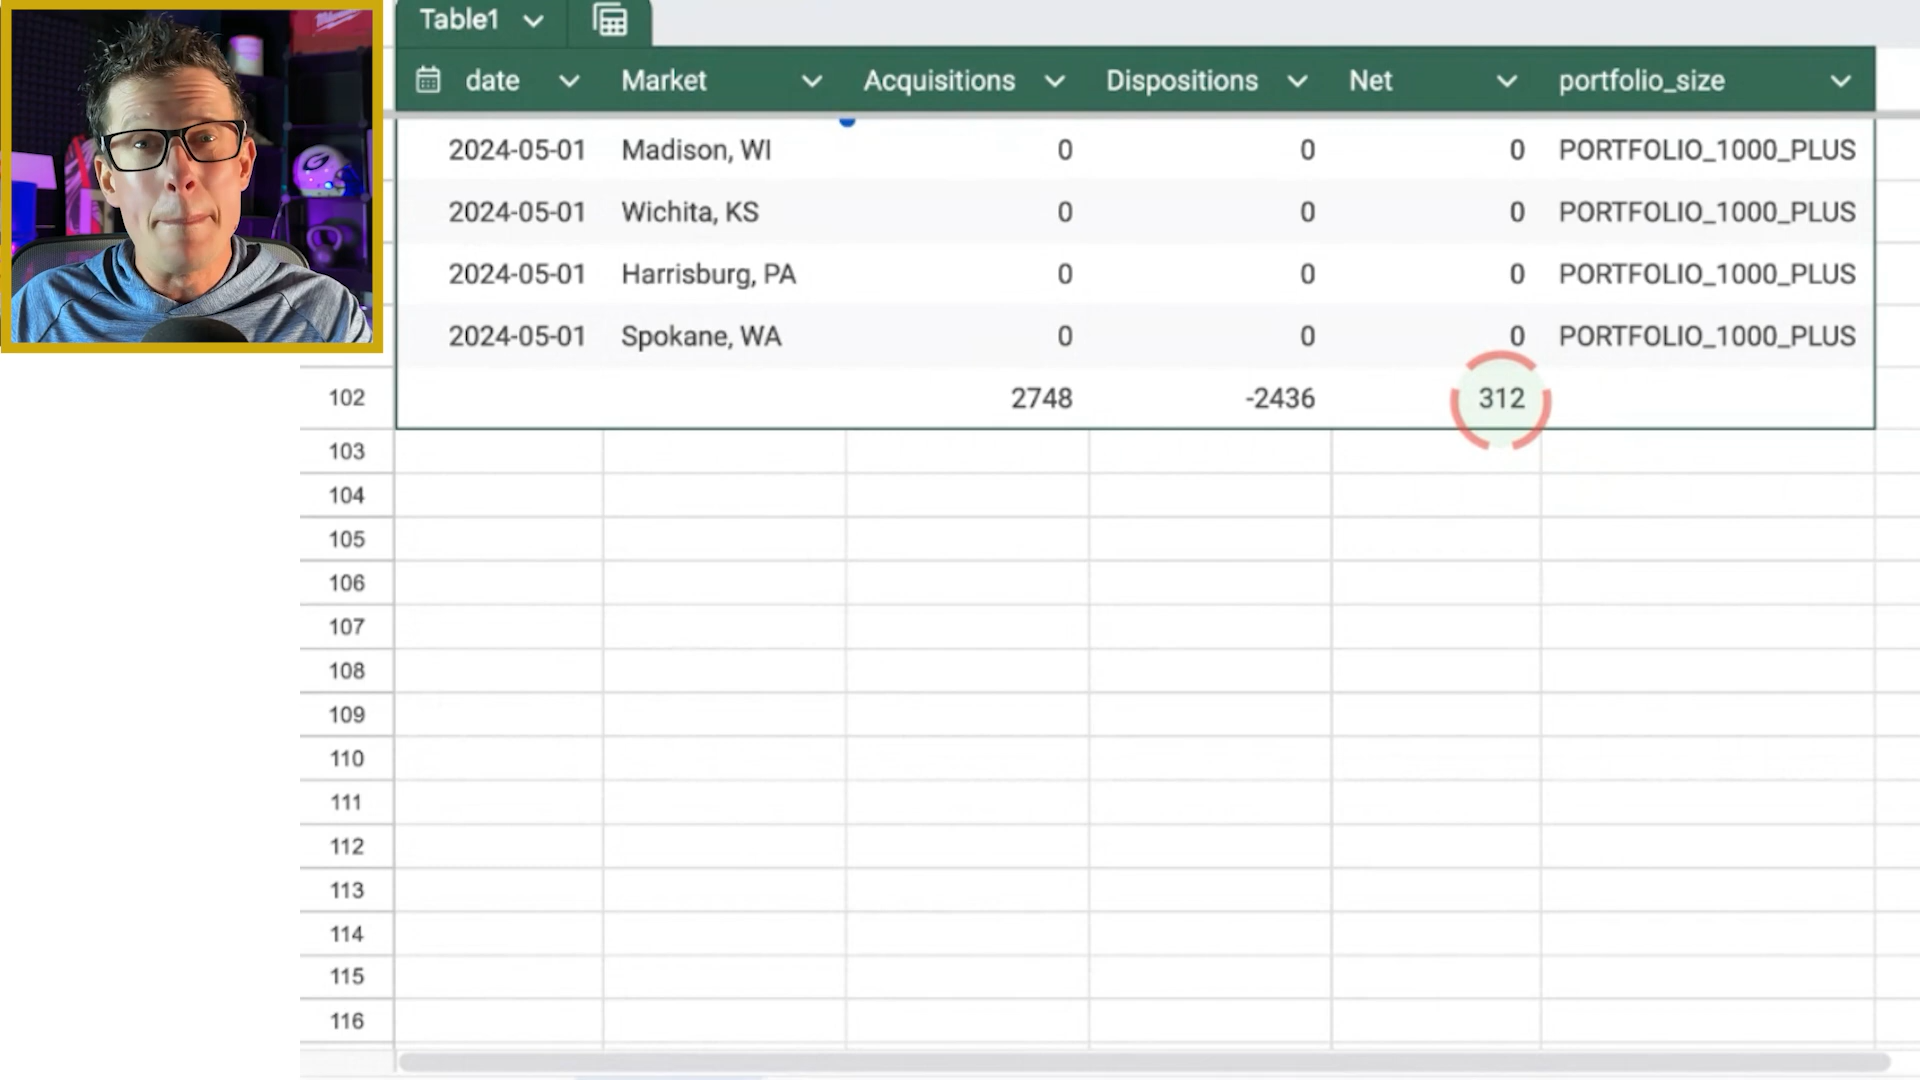 Table1
date Market Acquisitions Dispositions Net portfolio_size
2024-05-01 Madison, WI 0 0 0 PORTFOLIO_1000_PLUS
2024-05-01 Wichita, KS 0 0 0 PORTFOLIO_1000_PLUS
2024-05-01 Harrisburg, PA 0 0 0 PORTFOLIO_1000_PLUS
2024-05-01 Spokane, WA 0 0 0 PORTFOLIO_1000_PLUS
102 2748 -2436 312
103
104
105
106
107
108
109
110
111
112
113
114
115
116